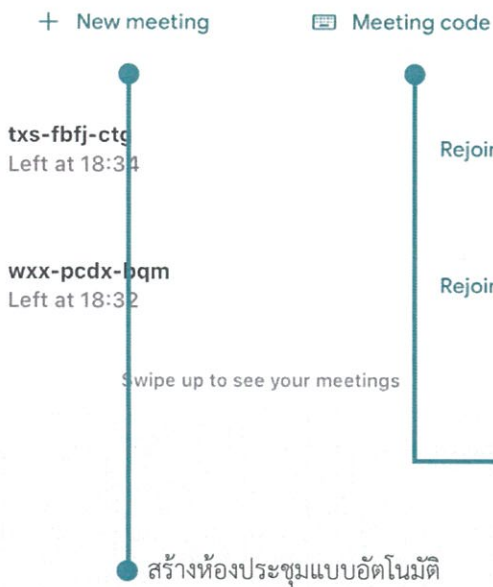 + New meeting
Meeting code
txs-fbfj-ctg
Left at 18:34
Rejoin
wxx-pcdx-bqm
Left at 18:32
Rejoin
Swipe up to see your meetings
สร้างห้องประชุมแบบอัตโนมัติ